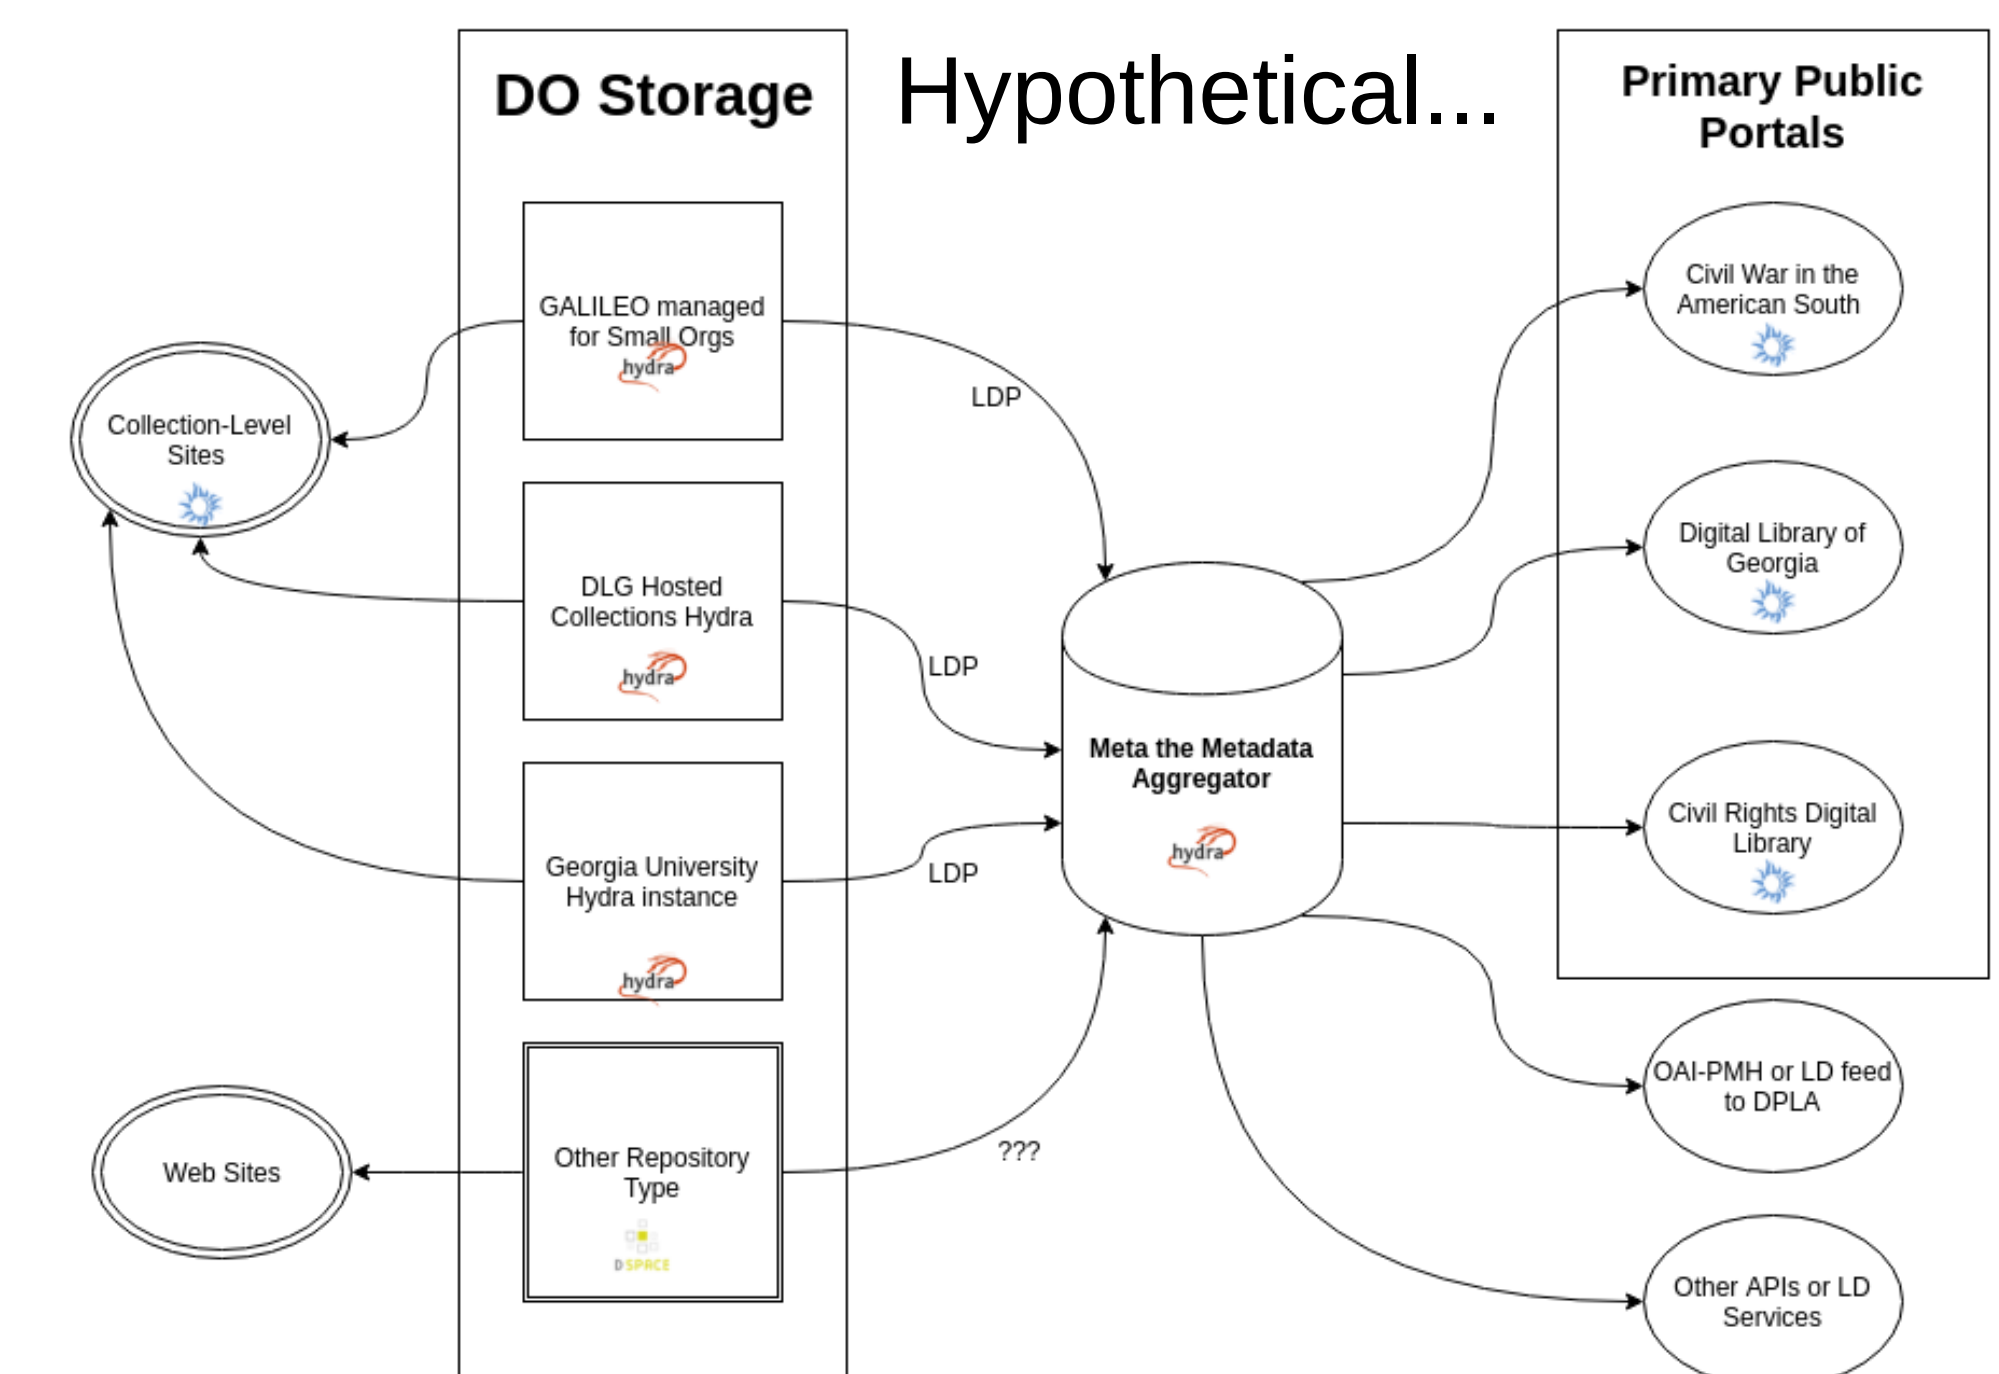 DO Storage
Hypothetical...
Primary Public
Portals
GALILEO managed
for Small Orgs
hydra
Collection-Level
Sites
DLG Hosted
Collections Hydra
hydra
Georgia University
Hydra instance
hydra
Other Repository
Type
D SPACE
Web Sites
LDP
LDP
LDP
???
Meta the Metadata
Aggregator
hydra
Civil War in the
American South
Digital Library of
Georgia
Civil Rights Digital
Library
OAI-PMH or LD feed
to DPLA
Other APIs or LD
Services